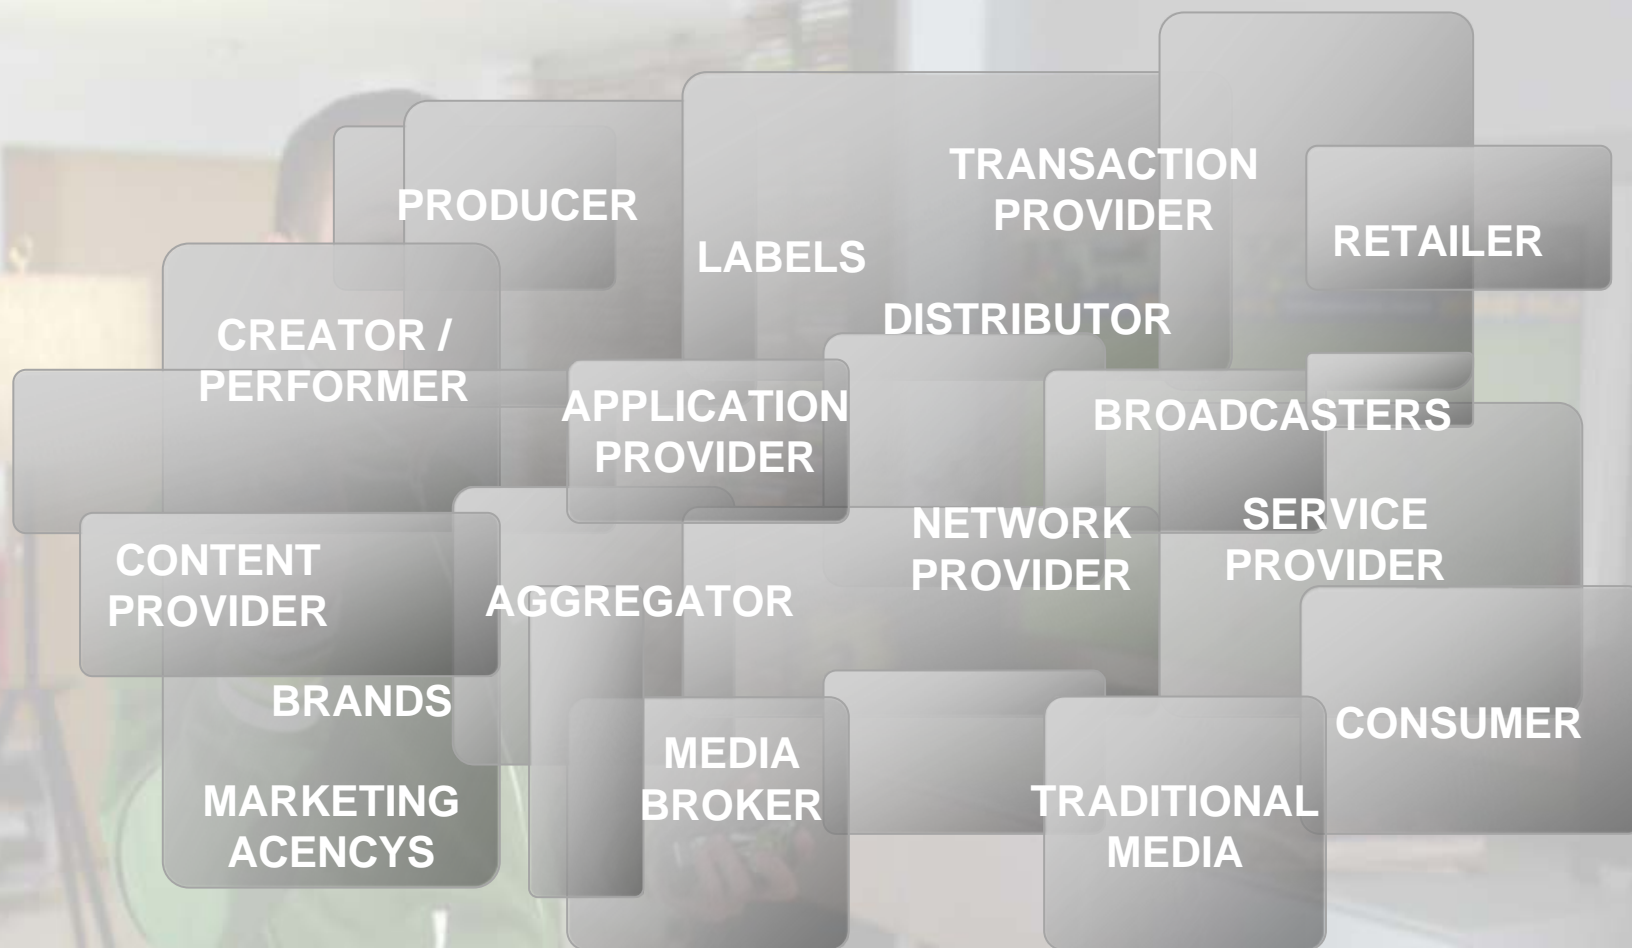 PRODUCER
TRANSACTION
PROVIDER
LABELS
RETAILER
DISTRIBUTOR
CREATOR /
PERFORMER
APPLICATION
PROVIDER
BROADCASTERS
NETWORK
PROVIDER
SERVICE
PROVIDER
CONTENT
PROVIDER
AGGREGATOR
BRANDS
MEDIA
BROKER
CONSUMER
MARKETING
ACENCYS
TRADITIONAL
MEDIA